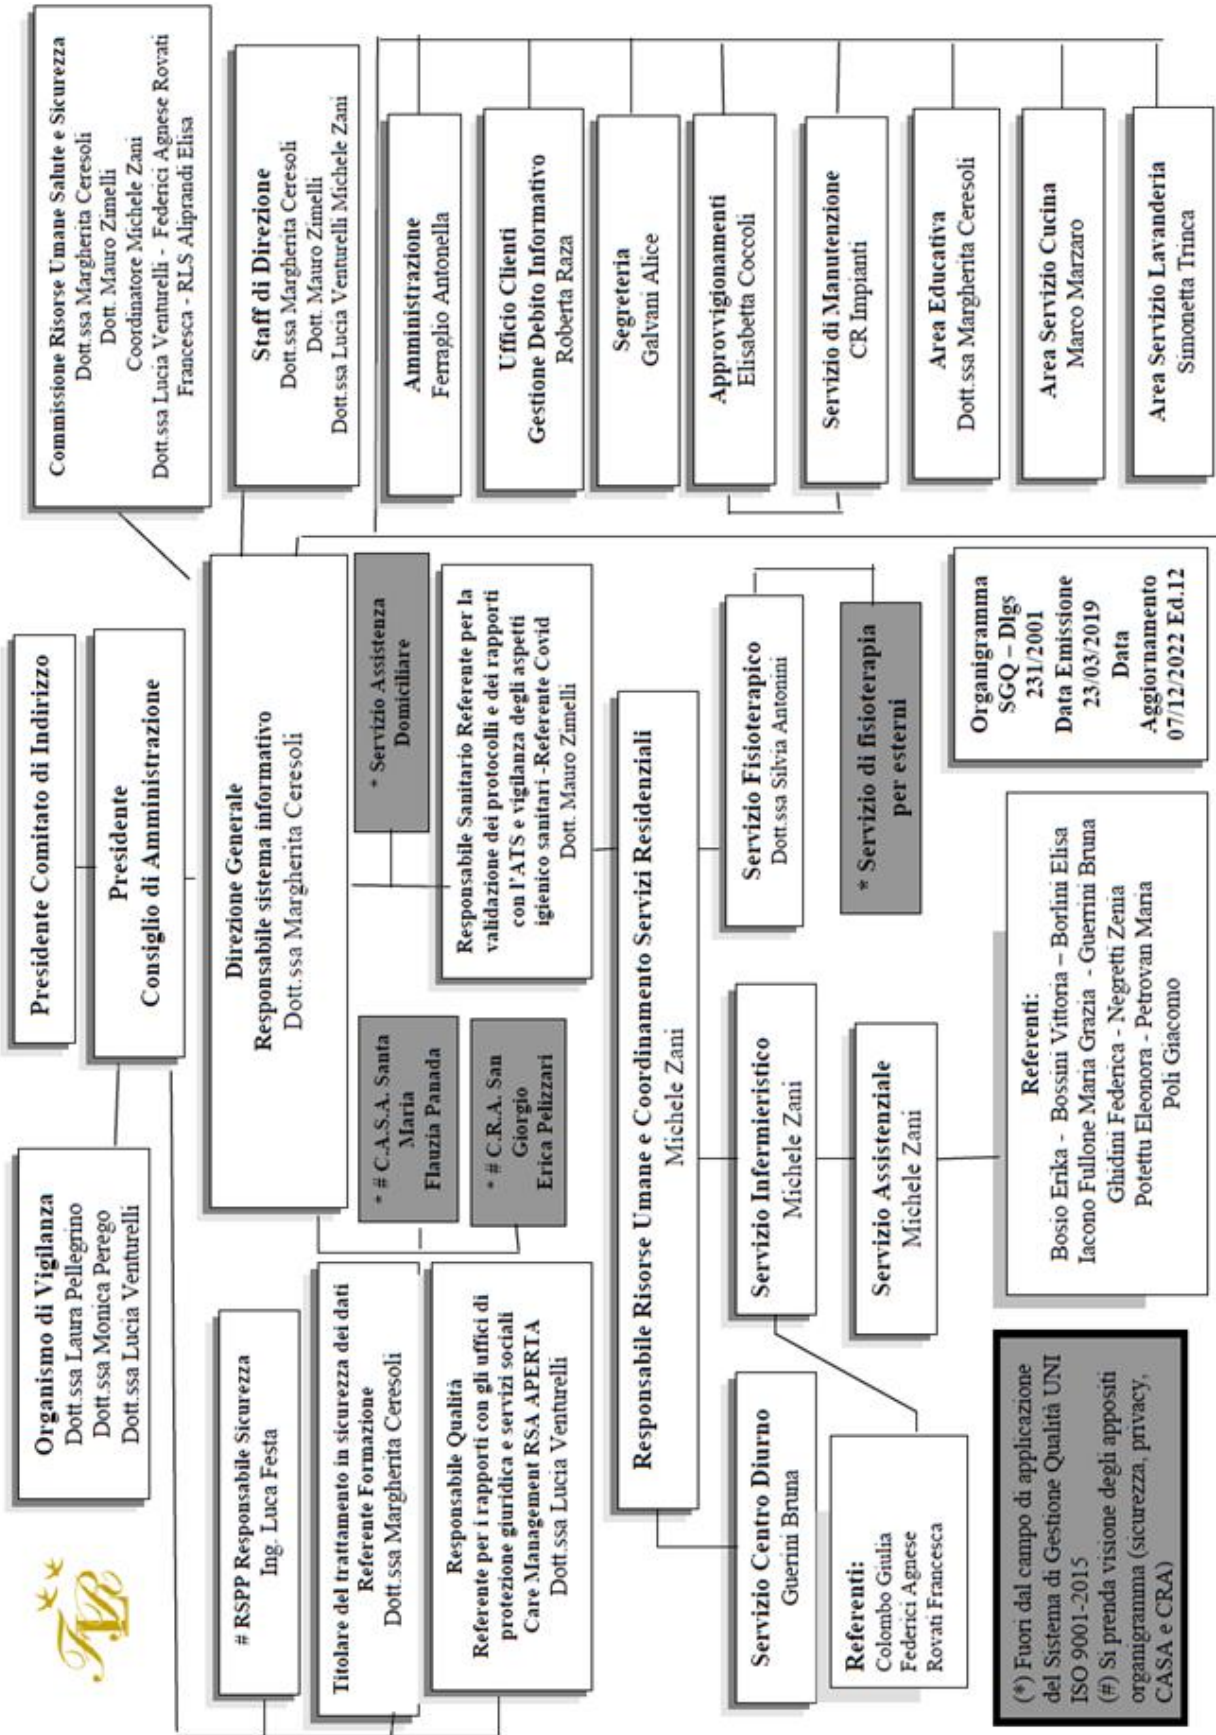 Presidente Comitato di Indirizzo
Presidente
Consiglio di Amministrazione
Organismo di Vigilanza
Dott.ssa Laura Pellegrino
Dott.ssa Monica Perego
Dott.ssa Lucia Venturelli
Commissione Risorse Umane Salute e Sicurezza
Dott.ssa Margherita Ceresoli
Dott. Mauro Zimelli
Coordinatore Michele Zani
Dott.ssa Lucia Venturelli - Federici Agnese Rovati
Francesca - RLS Aliprandi Elisa
Direzione Generale
Responsabile sistema informativo
Dott.ssa Margherita Ceresoli
Staff di Direzione
Dott.ssa Margherita Ceresoli
Dott. Mauro Zimelli
Dott.ssa Lucia Venturelli Michele Zani
# RSPP Responsabile Sicurezza
Ing. Luca Festa
Titolare del trattamento in sicurezza dei dati
Referente Formazione
Dott.ssa Margherita Ceresoli
Responsabile Qualità
Referente per i rapporti con gli uffici di
protezione giuridica e servizi sociali
Care Management RSA APERTA
Dott.ssa Lucia Venturelli
* # C.A.S.A. Santa
Maria
Flauzia Panada
* # C.R.A. San
Giorgio
Erica Pelizzari
* Servizio Assistenza
Domiciliare
Responsabile Sanitario Referente per la
validazione dei protocolli e dei rapporti
con l'ATS e vigilanza degli aspetti
igienico sanitari -Referente Covid
Dott. Mauro Zimelli
Amministrazione
Ferraglio Antonella
Ufficio Clienti
Gestione Debito Informativo
Roberta Raza
Segreteria
Galvani Alice
Approvvigionamenti
Elisabetta Coccoli
Servizio di Manutenzione
CR Impianti
Area Educativa
Dott.ssa Margherita Ceresoli
Area Servizio Cucina
Marco Marzaro
Area Servizio Lavanderia
Simonetta Trinca
Responsabile Risorse Umane e Coordinamento Servizi Residenziali
Michele Zani
Servizio Centro Diurno
Guerini Bruna
Servizio Infermieristico
Michele Zani
Servizio Fisioterapico
Dott.ssa Silvia Antonini
Referenti:
Colombo Giulia
Federici Agnese
Rovati Francesca
Servizio Assistenziale
Michele Zani
* Servizio di fisioterapia
per esterni
(*) Fuori dal campo di applicazione
del Sistema di Gestione Qualità UNI
ISO 9001-2015
(#) Si prenda visione degli appositi
organigramma (sicurezza, privacy,
CASA e CRA)
Referenti:
Bosio Erika - Bossini Vittoria – Borlini Elisa
Iacono Fullone Maria Grazia - Guerrini Bruna
Ghidini Federica - Negretti Zenia
Potettu Eleonora - Petrovan Maria
Poli Giacomo
Organigramma
SGQ – Dlgs
231/2001
Data Emissione
23/03/2019
Data
Aggiornamento
07/12/2022 Ed.12